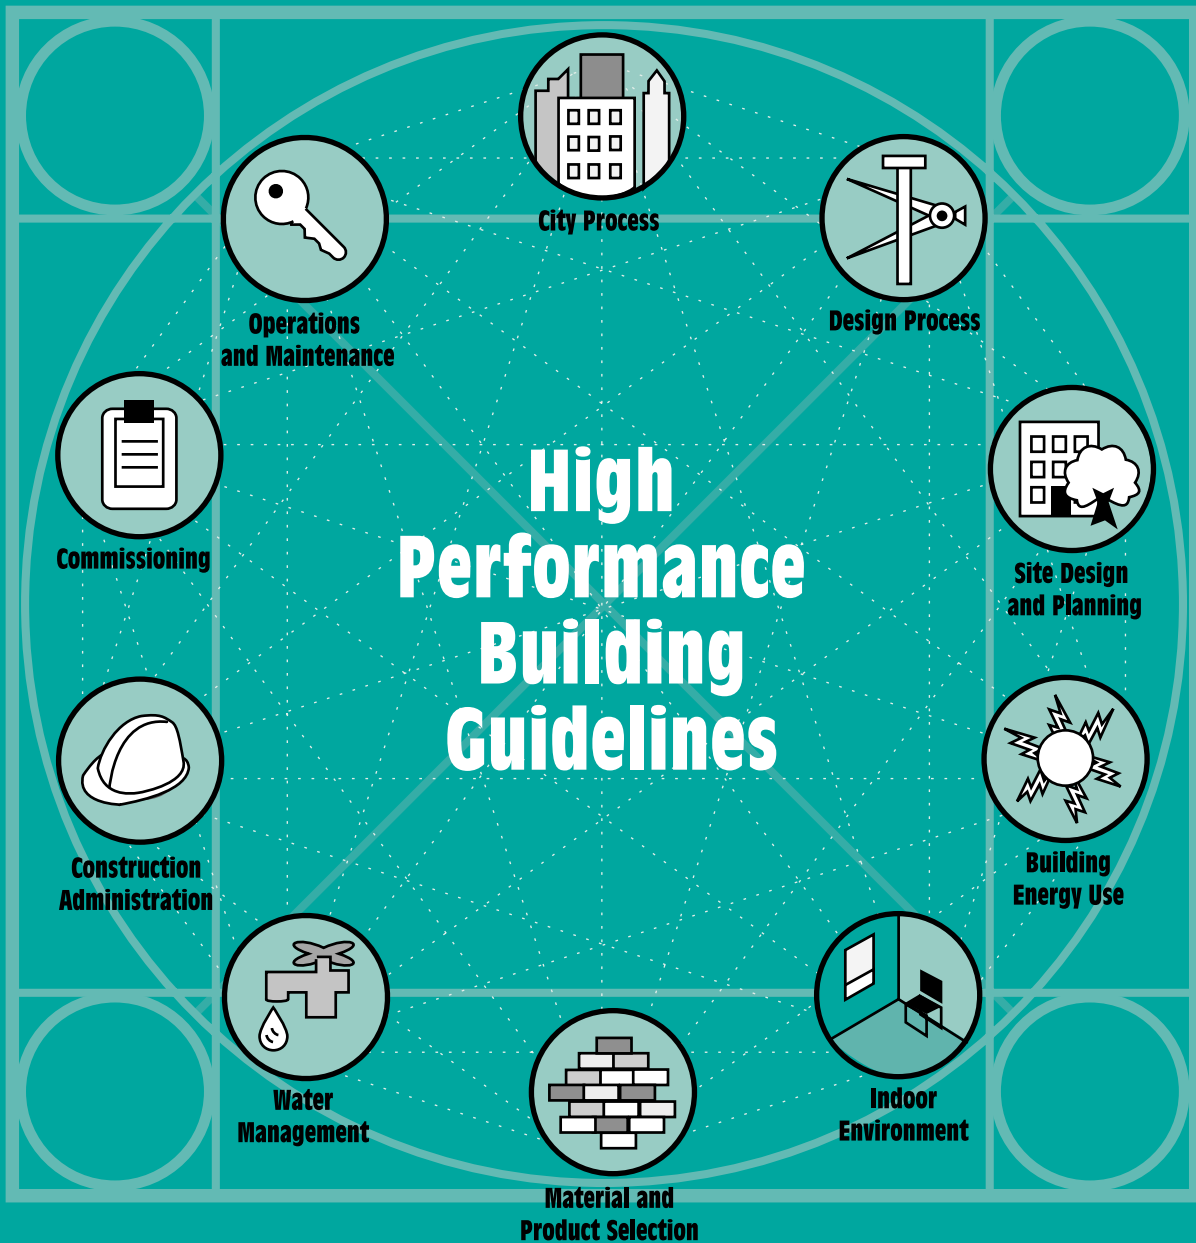 City Process
Design Process
Operations
and Maintenance
Commissioning
Site Design
and Planning
High
Performance
Building
Guidelines
Construction
Administration
Building
Energy Use
Water
Management
Indoor
Environment
Material and
Product Selection